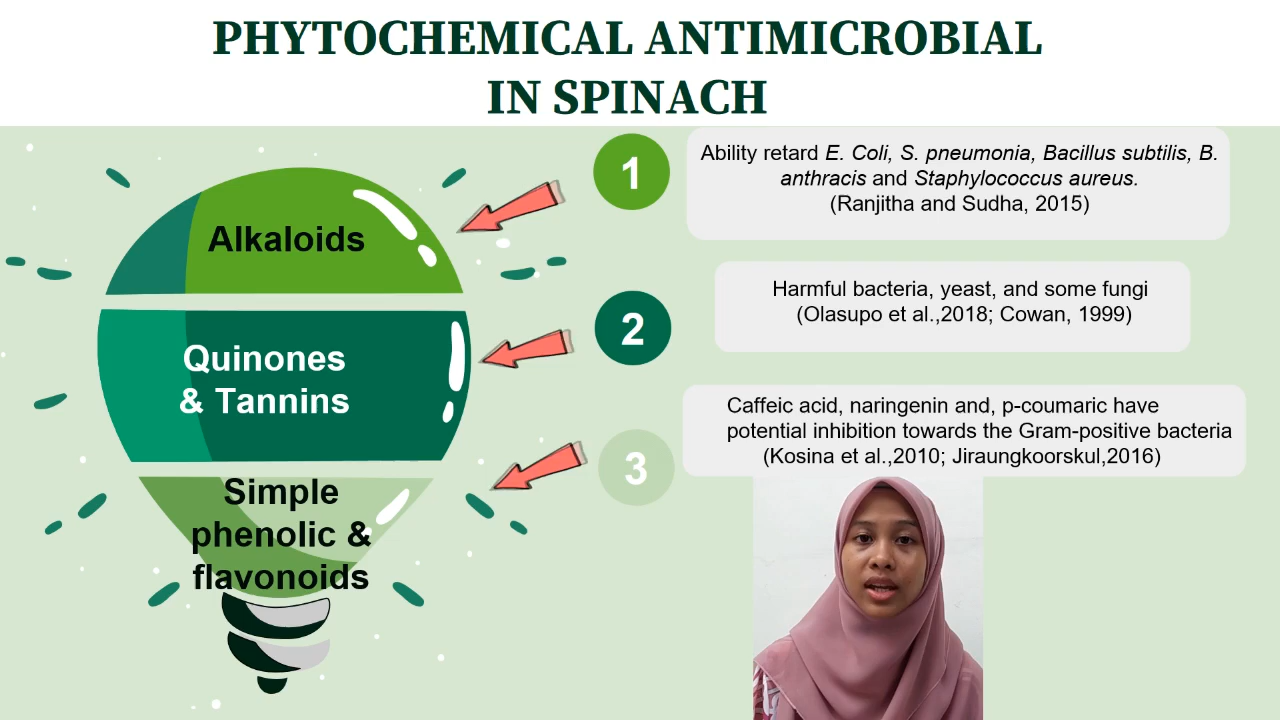 PHYTOCHEMICAL ANTIMICROBIAL
IN SPINACH
Alkaloids
1
Ability retard E. Coli, S. pneumonia, Bacillus subtilis, B.
anthracis and Staphylococcus aureus.
(Ranjitha and Sudha, 2015)
Quinones
& Tannins
2
Harmful bacteria, yeast, and some fungi
(Olasupo et al.,2018; Cowan, 1999)
Simple
phenolic &
flavonoids
3
Caffeic acid, naringenin and, p-coumaric have
potential inhibition towards the Gram-positive bacteria
(Kosina et al.,2010; Jiraungkoorskul,2016)